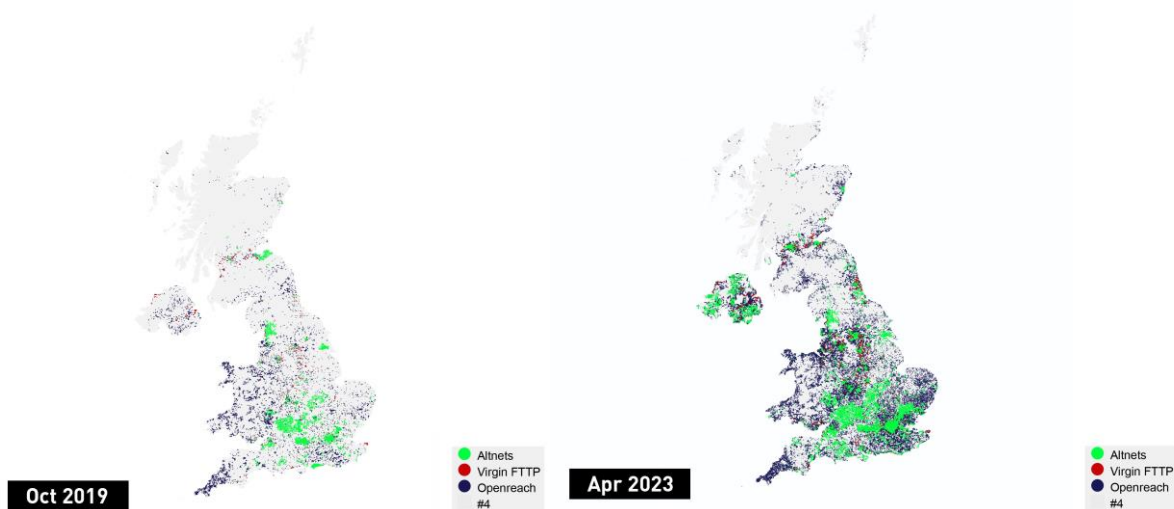 Altnets
Virgin FTTP
Openreach
#4
Oct 2019
Altnets
Virgin FTTP
Openreach
#4
Apr 2023